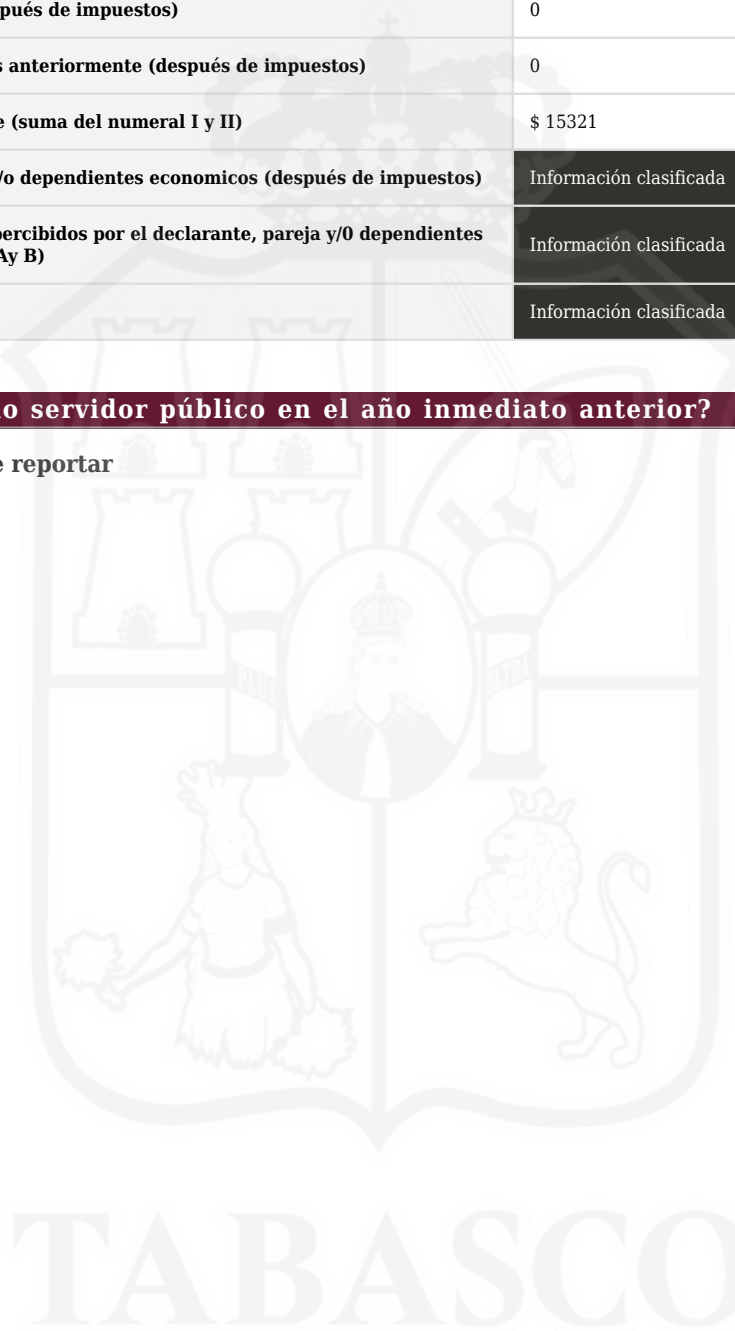 pués de impuestos) 0
s anteriormente (después de impuestos) 0
e (suma del numeral I y II) $ 15321
/o dependientes economicos (después de impuestos) Información clasificada
percibidos por el declarante, pareja y/0 dependientes
Ay B) Información clasificada
Información clasificada
o servidor público en el año inmediato anterior?
e reportar
PLUS
ULTRA
TABASCO